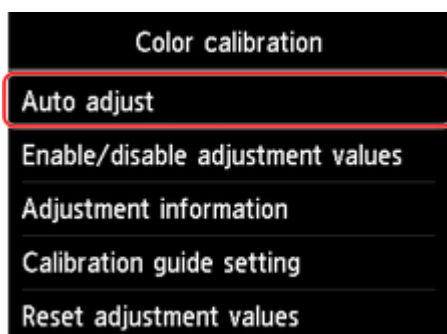 Color calibration
Auto adjust
Enable/disable adjustment values
Adjustment information
Calibration guide setting
Reset adjustment values